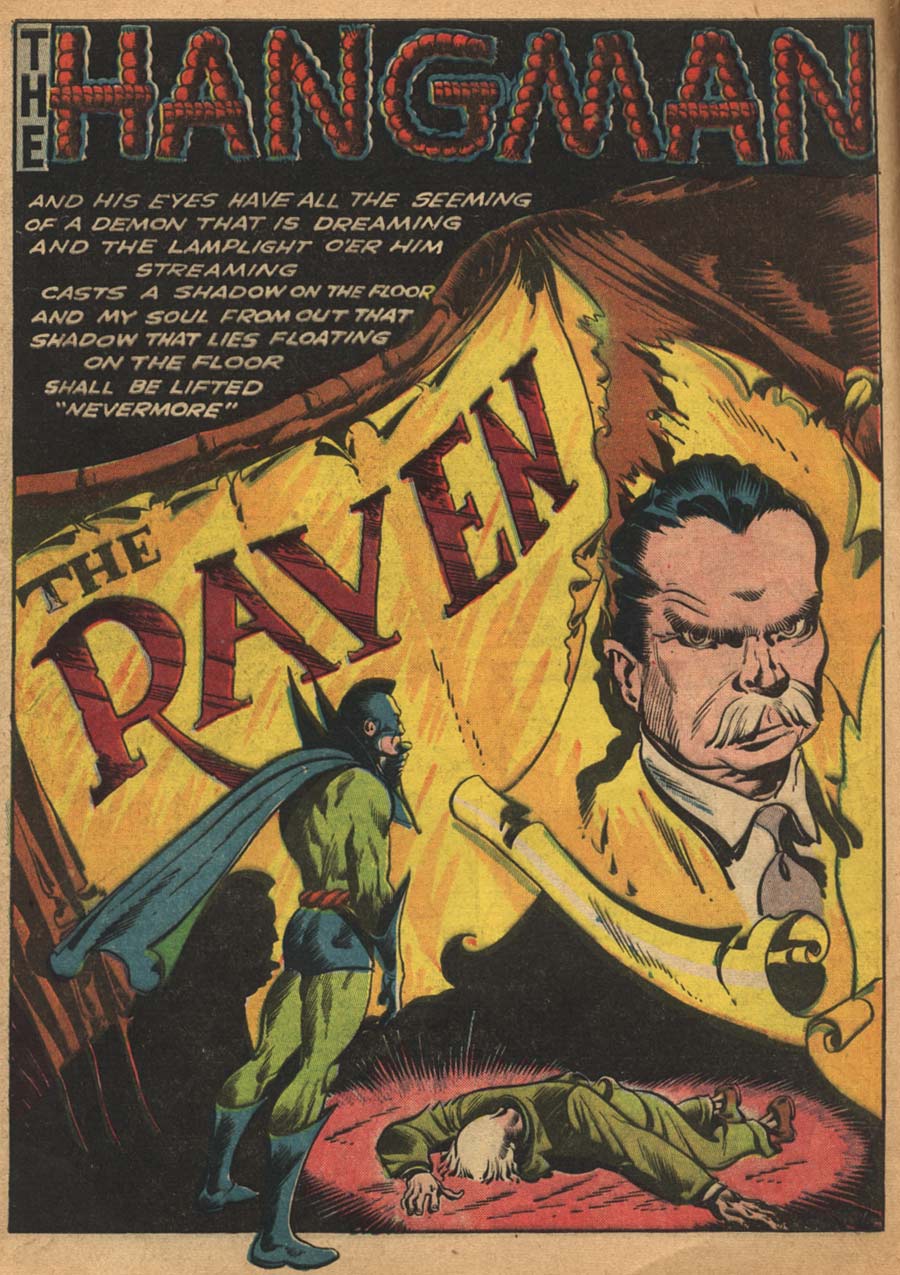 THE HANGMAN
AND HIS EYES HAVE ALL THE SEEMING
OF A DEMON THAT IS DREAMING
AND THE LAMPLIGHT O'ER HIM
STREAMING
CASTS A SHADOW ON THE FLOOR
AND MY SOUL FROM OUT THAT
SHADOW THAT LIES FLOATING
ON THE FLOOR
SHALL BE LIFTED
"NEVERMORE"
THE
RAVEN